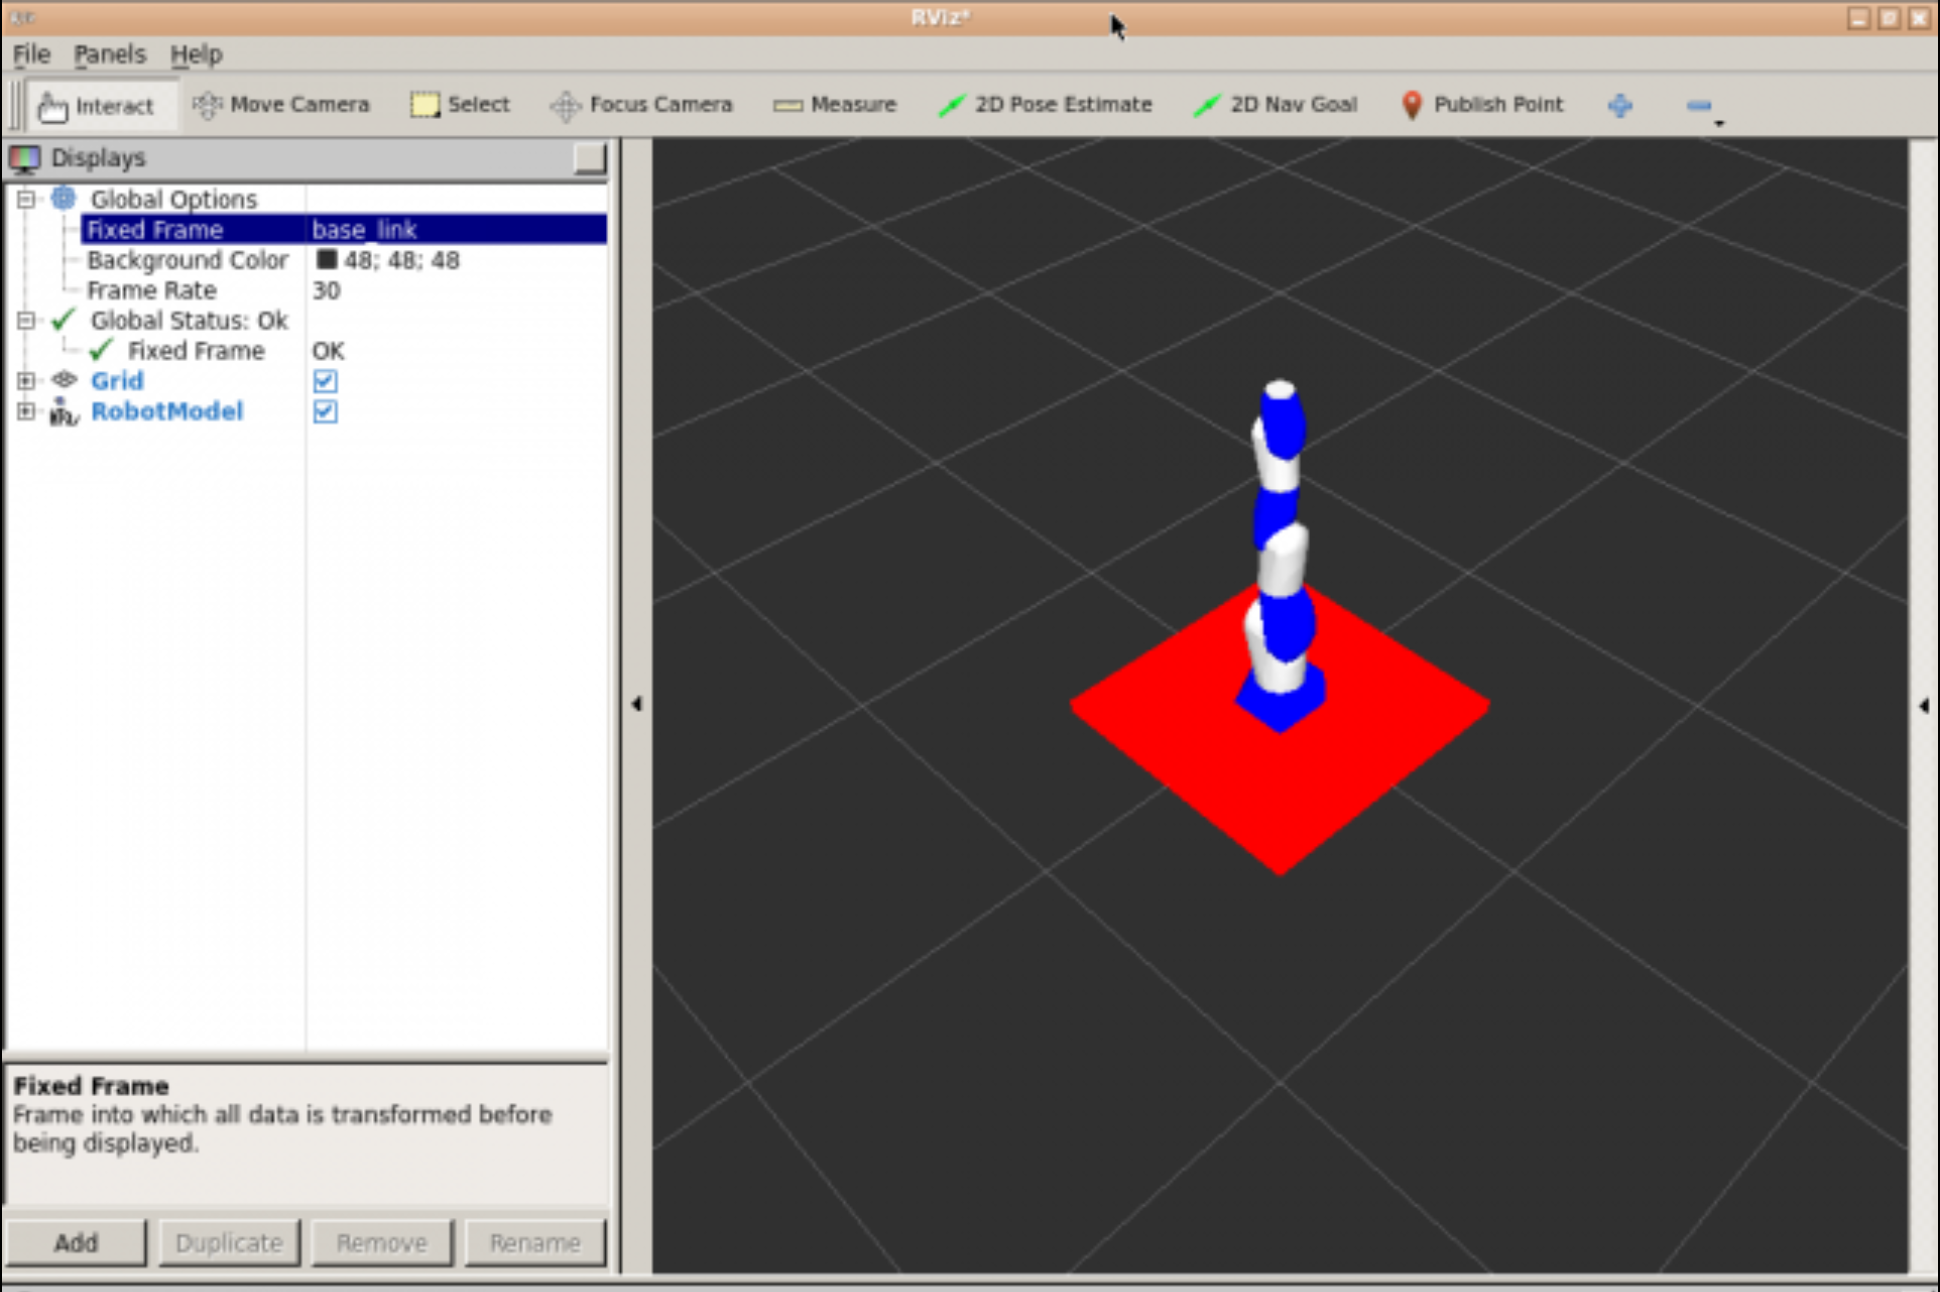 RViz*
File Panels Help
Interact Move Camera Select Focus Camera Measure 2D Pose Estimate 2D Nav Goal Publish Point
Displays
Global Options
Fixed Frame base_link
Background Color 48; 48; 48
Frame Rate 30
Global Status: Ok
Fixed Frame OK
Grid
RobotModel
Fixed Frame
Frame into which all data is transformed before
being displayed.
Add Duplicate Remove Rename